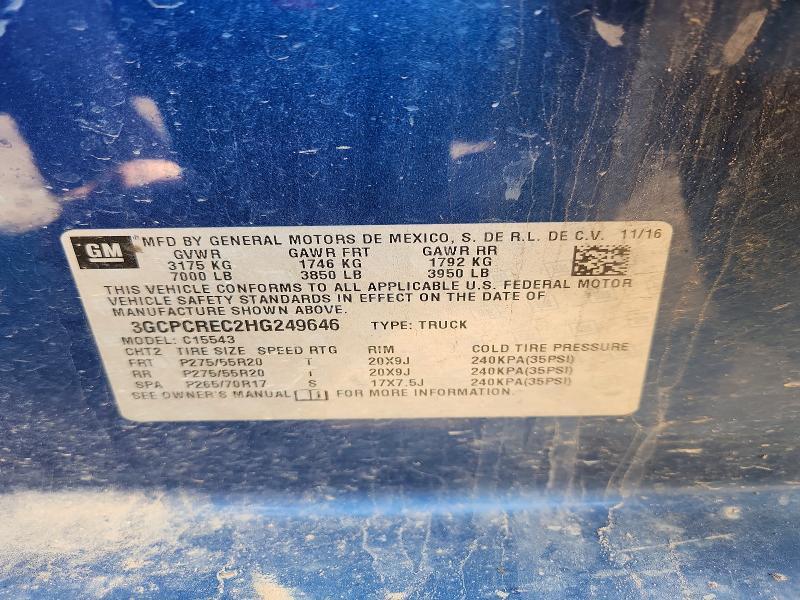 GM MFD BY GENERAL MOTORS DE MEXICO, S. DE R.L. DE C.V. 11/16
GVWR GAWR FRT GAWR RR
3175 KG 1746 KG 1792 KG
7000 LB 3850 LB 3950 LB
THIS VEHICLE CONFORMS TO ALL APPLICABLE U.S. FEDERAL MOTOR
VEHICLE SAFETY STANDARDS IN EFFECT ON THE DATE OF
MANUFACTURE SHOWN ABOVE.
3GCPCREC2HG249646 TYPE: TRUCK
MODEL: C15543
CHT2 TIRE SIZE SPEED RTG RIM COLD TIRE PRESSURE
FRT P275/55R20 T 20X9J 240KPA(35PSI)
RR P275/55R20 20X9J 240KPA(35PSI)
SPA P265/70R17 S 17X7.5J 240KPA(35PSI)
SEE OWNER'S MANUAL FOR MORE INFORMATION.